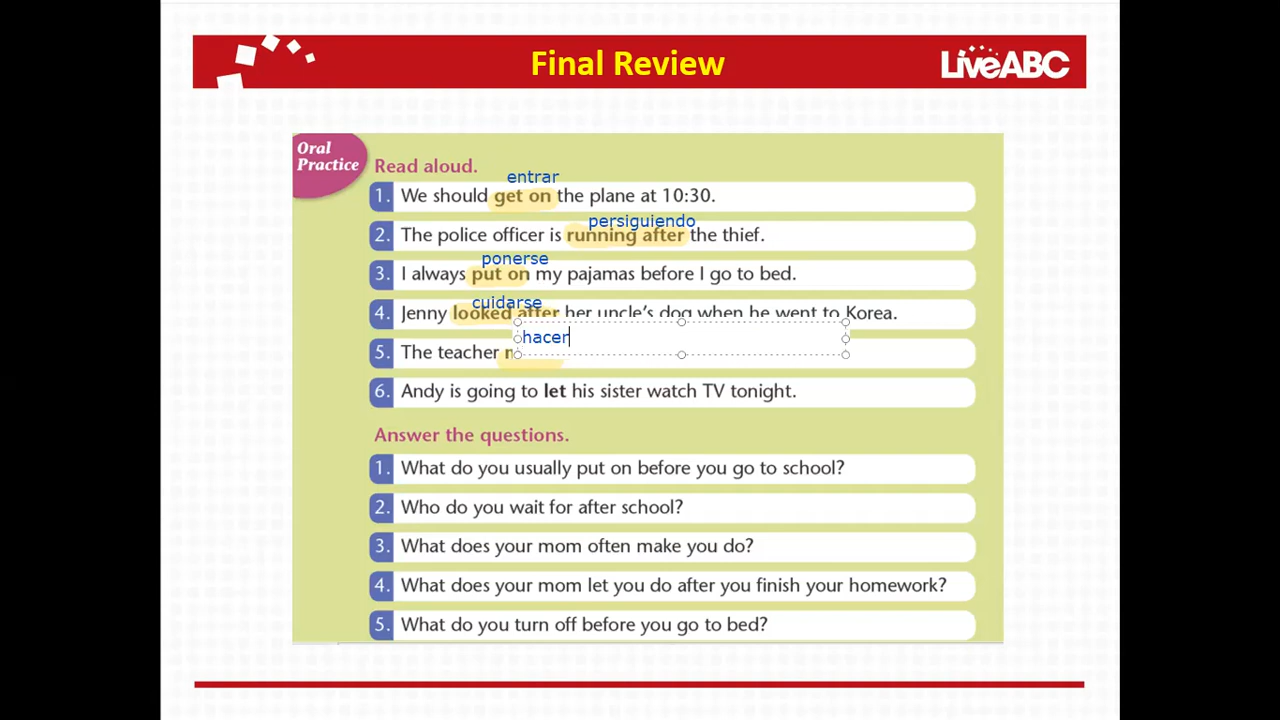 Final Review
LiveABC
Oral
Practice
Read aloud.
entrar
1. We should get on the plane at 10:30.
persiguiendo
2. The police officer is running after the thief.
ponerse
3. I always put on my pajamas before I go to bed.
cuidarse
4. Jenny looked after her uncle's dog when he went to Korea.
hacer
5. The teacher
6. Andy is going to let his sister watch TV tonight.
Answer the questions.
1. What do you usually put on before you go to school?
2. Who do you wait for after school?
3. What does your mom often make you do?
4. What does your mom let you do after you finish your homework?
5. What do you turn off before you go to bed?